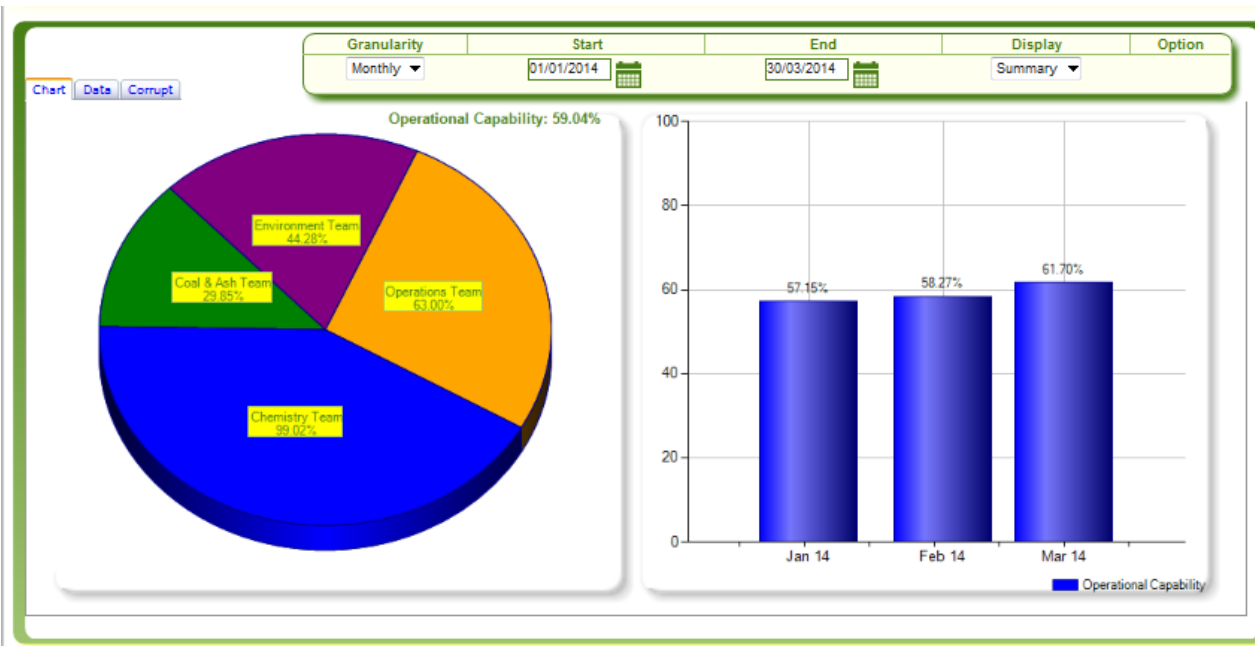 Granularity Start End Display Option
Monthly 01/01/2014 30/03/2014 Summary
Chart Data Corrupt
Operational Capability: 59.04%
Environment Team
44.28%
Coal & Ash Team
29.85%
Operations Team
63.00%
Chemistry Team
99.02%
100
80
60
40
20
0
57.15%
58.27%
61.70%
Jan 14 Feb 14 Mar 14
Operational Capability